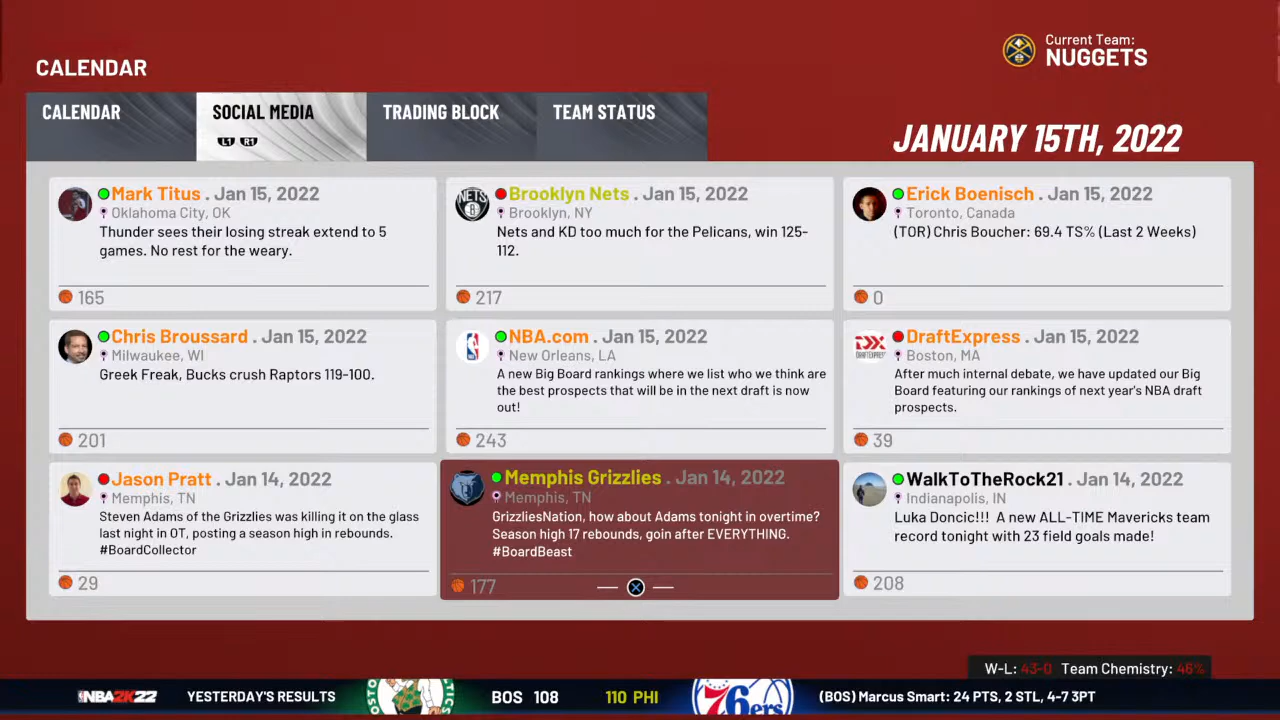 Current Team:
NUGGETS
CALENDAR
CALENDAR
SOCIAL MEDIA
TRADING BLOCK
TEAM STATUS
L1 R1
JANUARY 15TH, 2022
Mark Titus . Jan 15, 2022
Oklahoma City, OK
Thunder sees their losing streak extend to 5
games. No rest for the weary.
165
NETS
B
Brooklyn Nets . Jan 15, 2022
Brooklyn, NY
Nets and KD too much for the Pelicans, win 125-
112.
217
Erick Boenisch . Jan 15, 2022
Toronto, Canada
(TOR) Chris Boucher: 69.4 TS% (Last 2 Weeks)
0
Chris Broussard . Jan 15, 2022
Milwaukee, WI
Greek Freak, Bucks crush Raptors 119-100.
201
NBA.com . Jan 15, 2022
New Orleans, LA
A new Big Board rankings where we list who we think are
the best prospects that will be in the next draft is now
out!
243
DX
DRAFTEXPRESS
DraftExpress . Jan 15, 2022
Boston, MA
After much internal debate, we have updated our Big
Board featuring our rankings of next year's NBA draft
prospects.
39
Jason Pratt . Jan 14, 2022
Memphis, TN
Steven Adams of the Grizzlies was killing it on the glass
last night in OT, posting a season high in rebounds.
#BoardCollector
29
Memphis Grizzlies . Jan 14, 2022
Memphis, TN
GrizzliesNation, how about Adams tonight in overtime?
Season high 17 rebounds, goin after EVERYTHING.
#BoardBeast
177
WalkToTheRock21 . Jan 14, 2022
Indianapolis, IN
Luka Doncic!!!  A new ALL-TIME Mavericks team
record tonight with 23 field goals made!
208
W-L: 43-0 Team Chemistry: 46%
NBA2K22
YESTERDAY'S RESULTS
BOSTO
CELTICS
BOS 108
110 PHI
76ers
(BOS) Marcus Smart: 24 PTS, 2 STL, 4-7 3PT